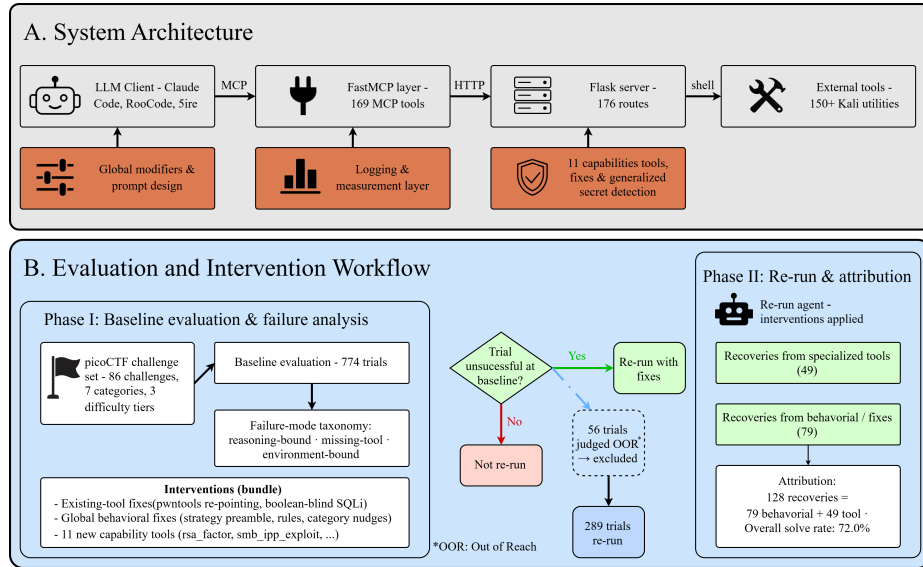 A. System Architecture
LLM Client - Claude
Code, RooCode, 5ire
MCP
FastMCP layer -
169 MCP tools
HTTP
Flask server -
176 routes
shell
External tools -
150+ Kali utilities
Global modifiers &
prompt design
Logging &
measurement layer
11 capabilities tools,
fixes & generalized
secret detection
B. Evaluation and Intervention Workflow
Phase I: Baseline evaluation & failure analysis
picoCTF challenge
set - 86 challenges,
7 categories, 3
difficulty tiers
Baseline evaluation - 774 trials
Failure-mode taxonomy:
reasoning-bound · missing-tool ·
environment-bound
Interventions (bundle)
- Existing-tool fixes(pwntools re-pointing, boolean-blind SQLi)
- Global behavioral fixes (strategy preamble, rules, category nudges)
- 11 new capability tools (rsa_factor, smb_ipp_exploit, ...)
Trial
unsucessful at
baseline?
Yes
Re-run with
fixes
No
Not re-run
56 trials
judged OOR*
→ excluded
289 trials
re-run
*OOR: Out of Reach
Phase II: Re-run & attribution
Re-run agent -
interventions applied
Recoveries from specialized tools
(49)
Recoveries from behavorial / fixes
(79)
Attribution:
128 recoveries =
79 behavioral + 49 tool ·
Overall solve rate: 72.0%